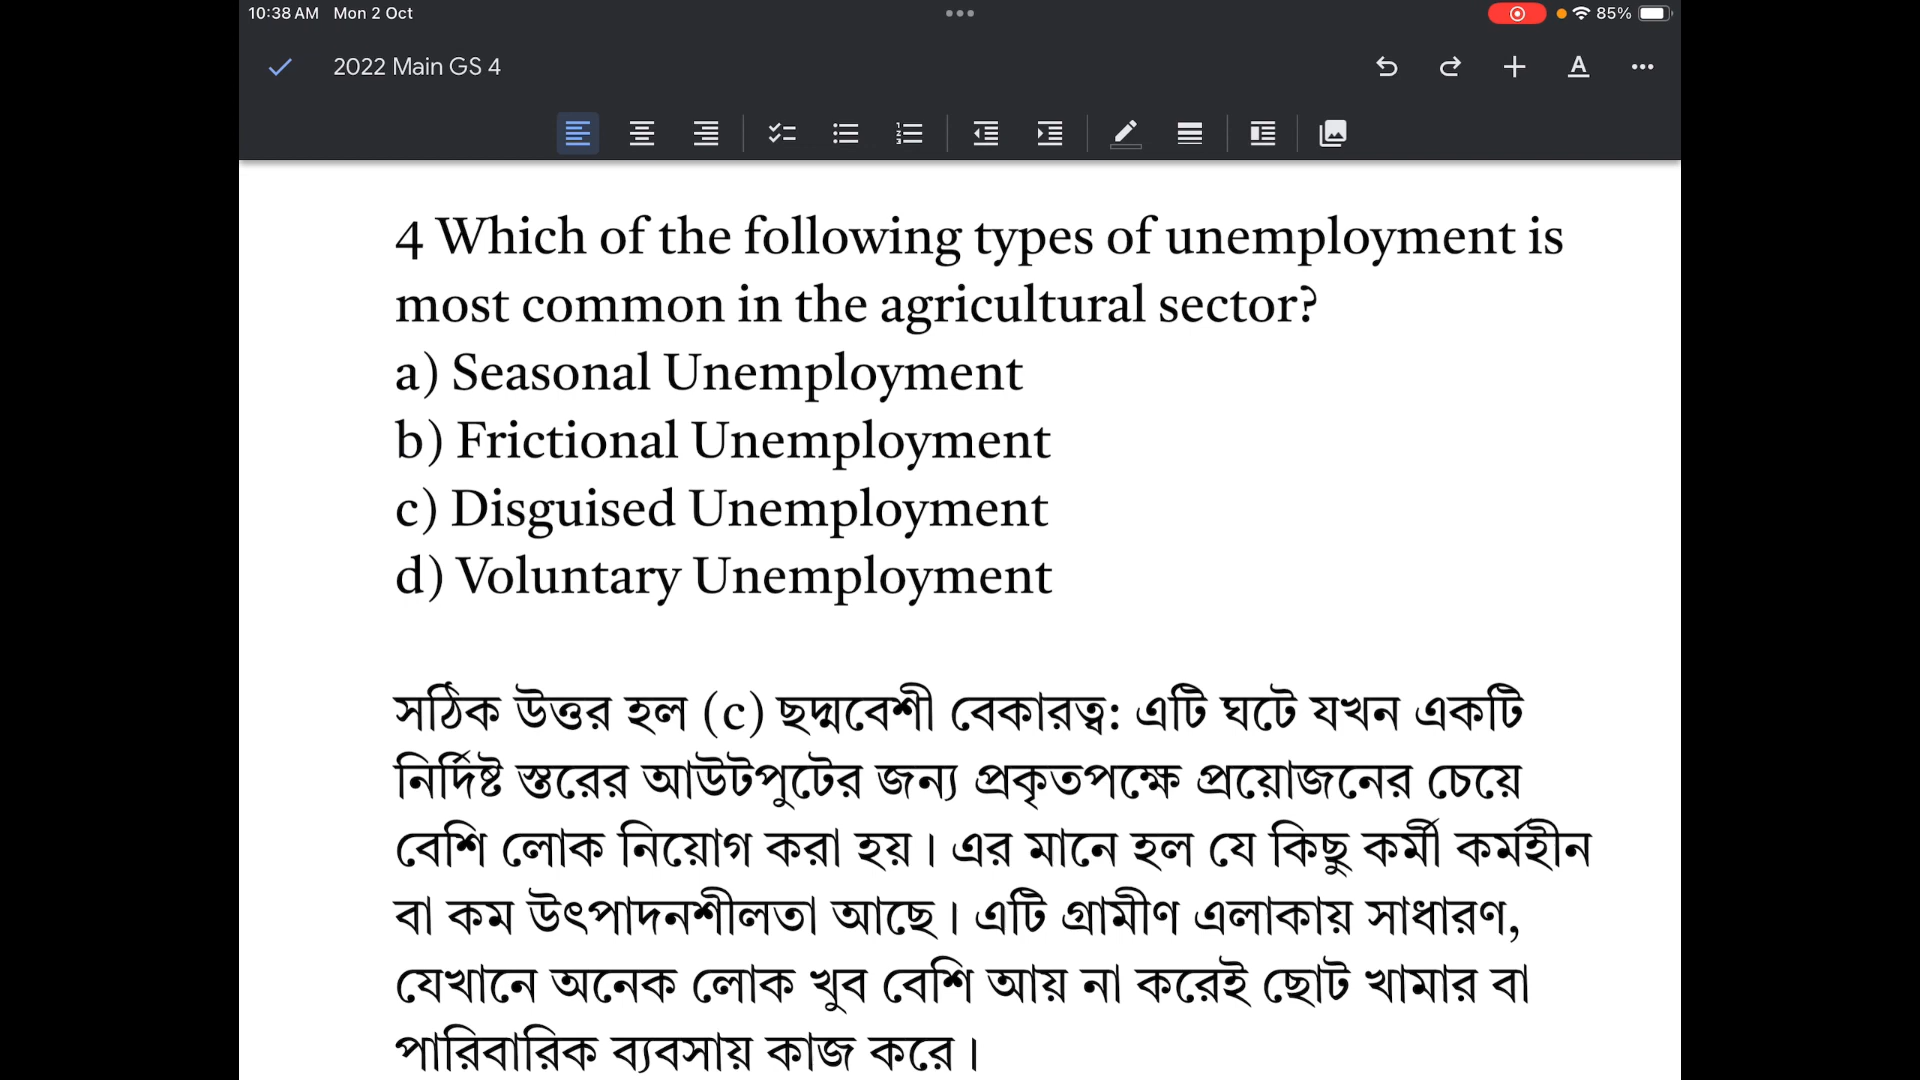 10:38 AM Mon 2 Oct
85%
2022 Main GS 4
4 Which of the following types of unemployment is
most common in the agricultural sector?
a) Seasonal Unemployment
b) Frictional Unemployment
c) Disguised Unemployment
d) Voluntary Unemployment
সঠিক উত্তর হল (c) ছদ্মবেশী বেকারত্ব: এটি ঘটে যখন একটি
নির্দিষ্ট স্তরের আউটপুটের জন্য প্রকৃতপক্ষে প্রয়োজনের চেয়ে
বেশি লোক নিয়োগ করা হয়। এর মানে হল যে কিছু কর্মী কর্মহীন
বা কম উৎপাদনশীলতা আছে। এটি গ্রামীণ এলাকায় সাধারণ,
যেখানে অনেক লোক খুব বেশি আয় না করেই ছোট খামার বা
পারিবারিক ব্যবসায় কাজ করে।